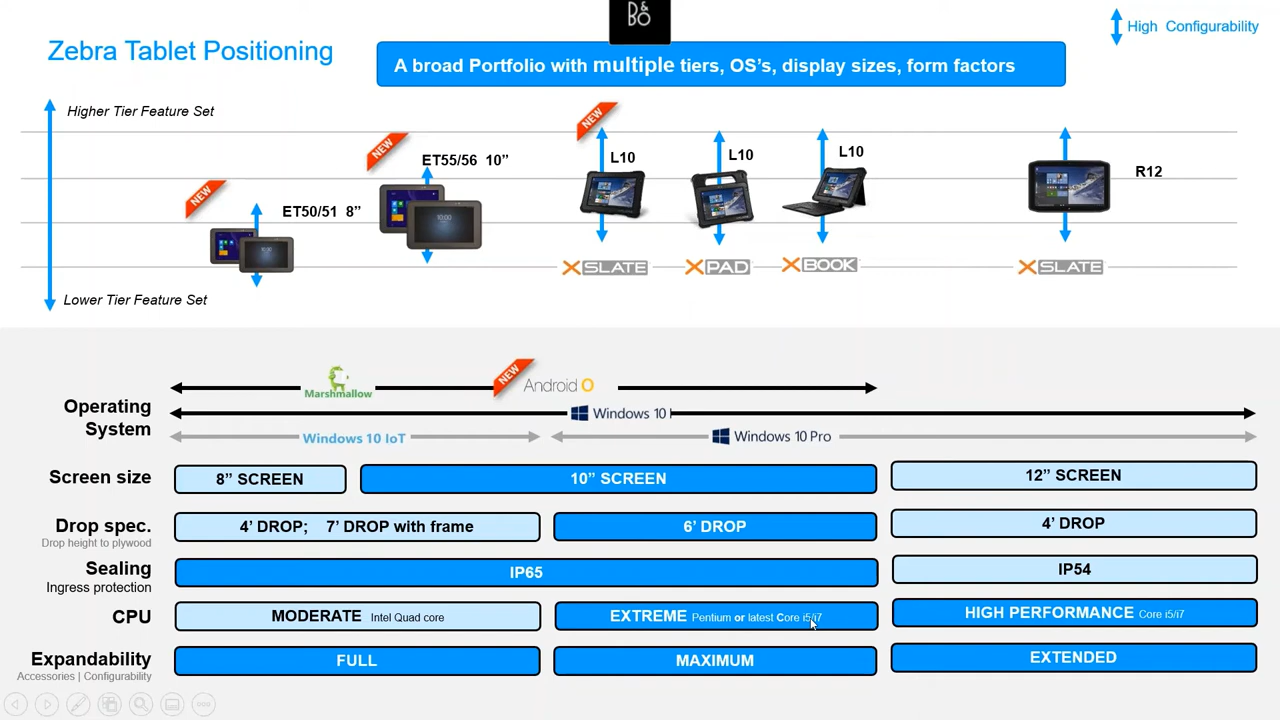 B&
BO
High Configurability
Zebra Tablet Positioning
A broad Portfolio with multiple tiers, OS's, display sizes, form factors
Higher Tier Feature Set
NEW
NEW
NEW
ET50/51 8”
ET55/56 10”
L10
L10
L10
R12
XSLATE
XPAD
XBOOK
XSLATE
Lower Tier Feature Set
Operating
System
Marshmallow
NEW
Android O
Windows 10
Windows 10 IoT
Windows 10 Pro
Screen size
8” SCREEN
10” SCREEN
12” SCREEN
Drop spec.
Drop height to plywood
4’ DROP; 7’ DROP with frame
6’ DROP
4’ DROP
Sealing
Ingress protection
IP65
IP54
CPU
MODERATE Intel Quad core
EXTREME Pentium or latest Core i5/i7
HIGH PERFORMANCE Core i5/i7
Expandability
Accessories | Configurability
FULL
MAXIMUM
EXTENDED